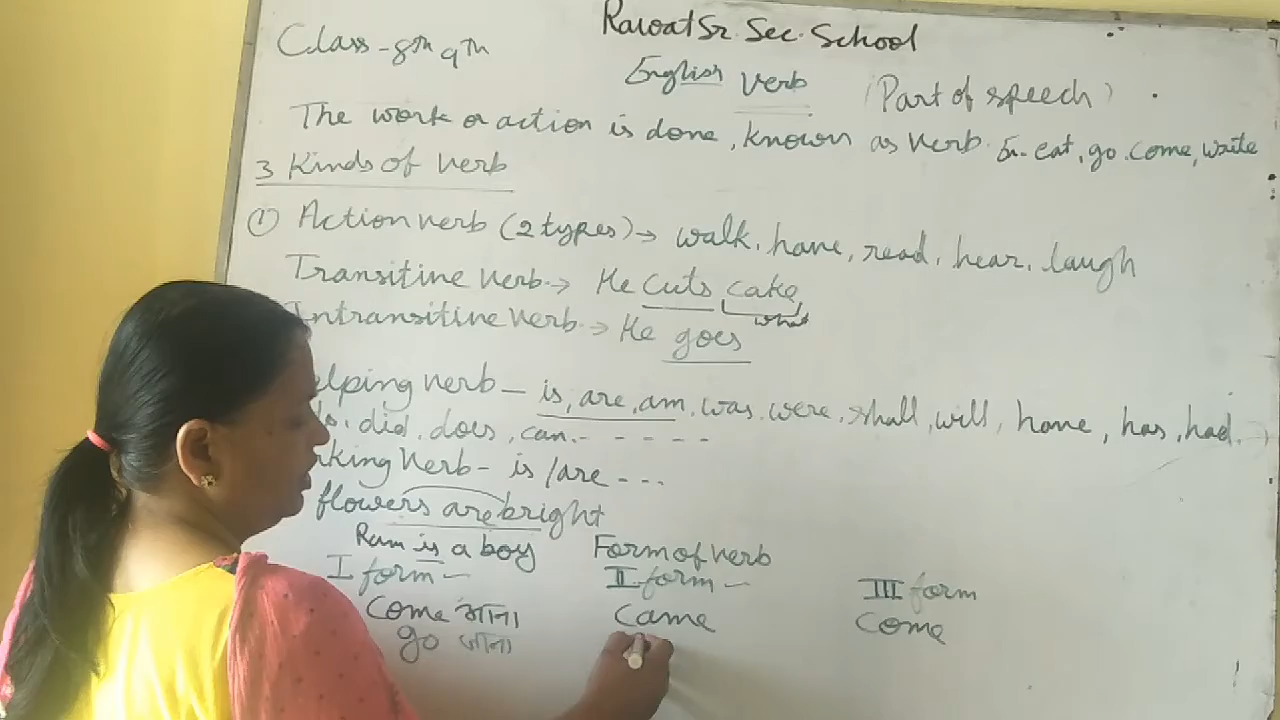 Rawat Sr. Sec. School
Class - 8th 9th
English Verb (Part of speech)
The work or action is done, known as verb. Ex. eat, go, come, write
3 Kinds of verb
① Action verb (2 types) → walk, have, read, hear, laugh
Transitive verb → He cuts cake
what
Intransitive verb → He goes
elping verb - is, are, am, was, were, shall, will, have, has, had.
did, does, can - - - - -
king verb - is / are - - -
flowers are bright
Ram is a boy Form of verb
I form - II form - III form
Come आना Came Come
go जाना